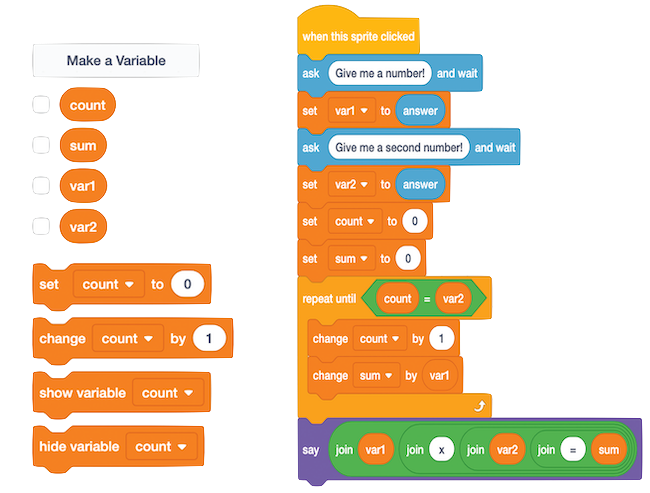 Make a Variable
count
sum
var1
var2
set count to 0
change count by 1
show variable count
hide variable count
when this sprite clicked
ask Give me a number! and wait
set var1 to answer
ask Give me a second number! and wait
set var2 to answer
set count to 0
set sum to 0
repeat until count = var2
change count by 1
change sum by var1
say join var1 join x join var2 join = sum